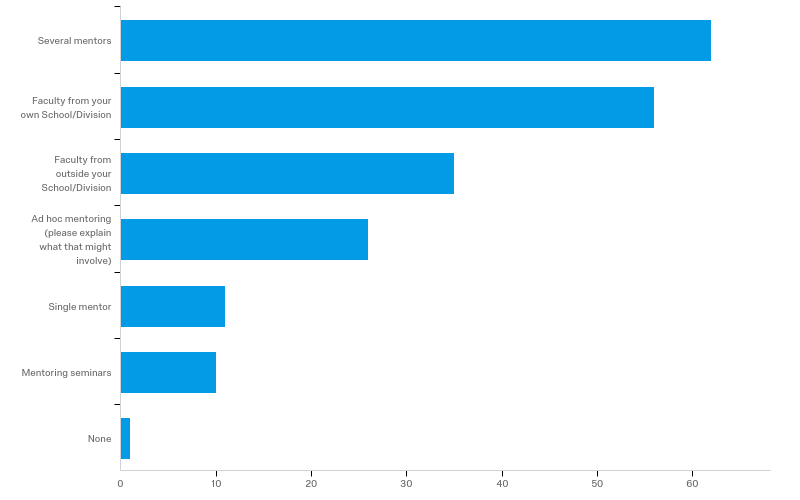 Several mentors
Faculty from your
own School/Division
Faculty from
outside your
School/Division
Ad hoc mentoring
(please explain
what that might
involve)
Single mentor
Mentoring seminars
None
0 10 20 30 40 50 60